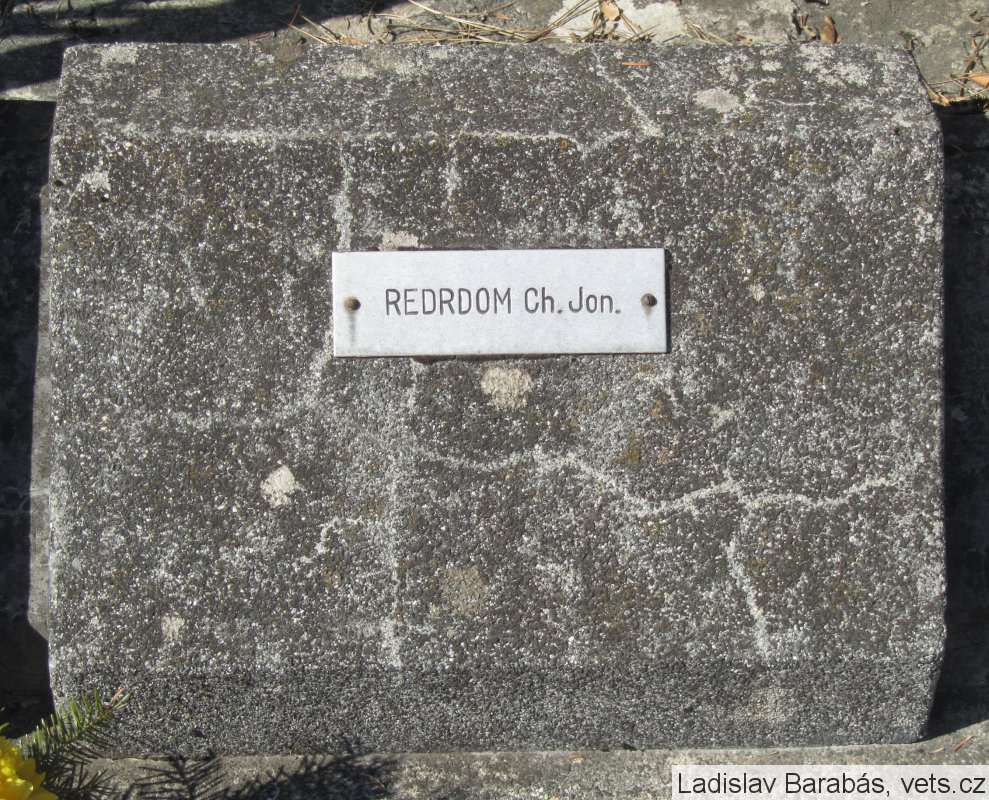 REDRDOM Ch. Jon.
Ladislav Barabás, vets.cz